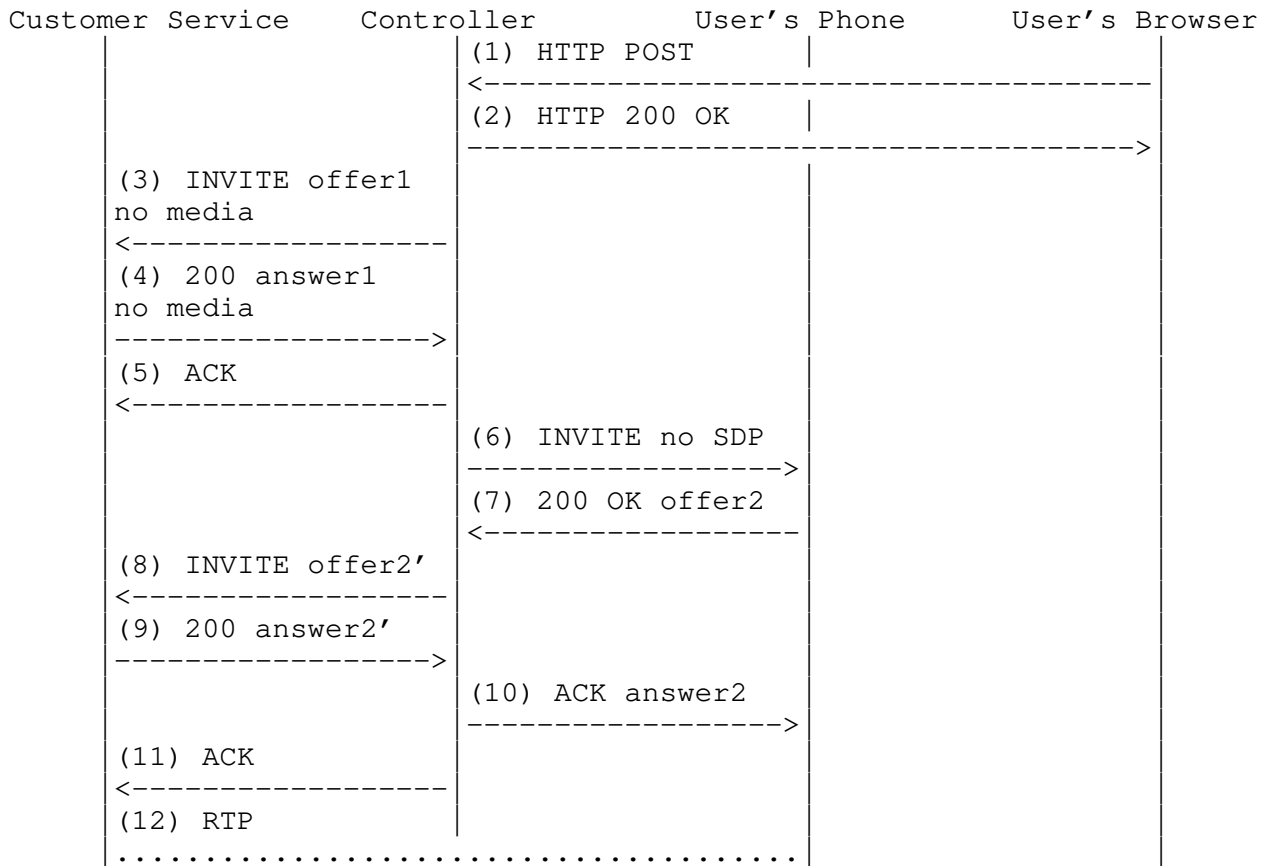 Customer Service Controller User's Phone User's Browser
(1) HTTP POST
(2) HTTP 200 OK
(3) INVITE offer1
no media
(4) 200 answer1
no media
(5) ACK
(6) INVITE no SDP
(7) 200 OK offer2
(8) INVITE offer2'
(9) 200 answer2'
(10) ACK answer2
(11) ACK
(12) RTP